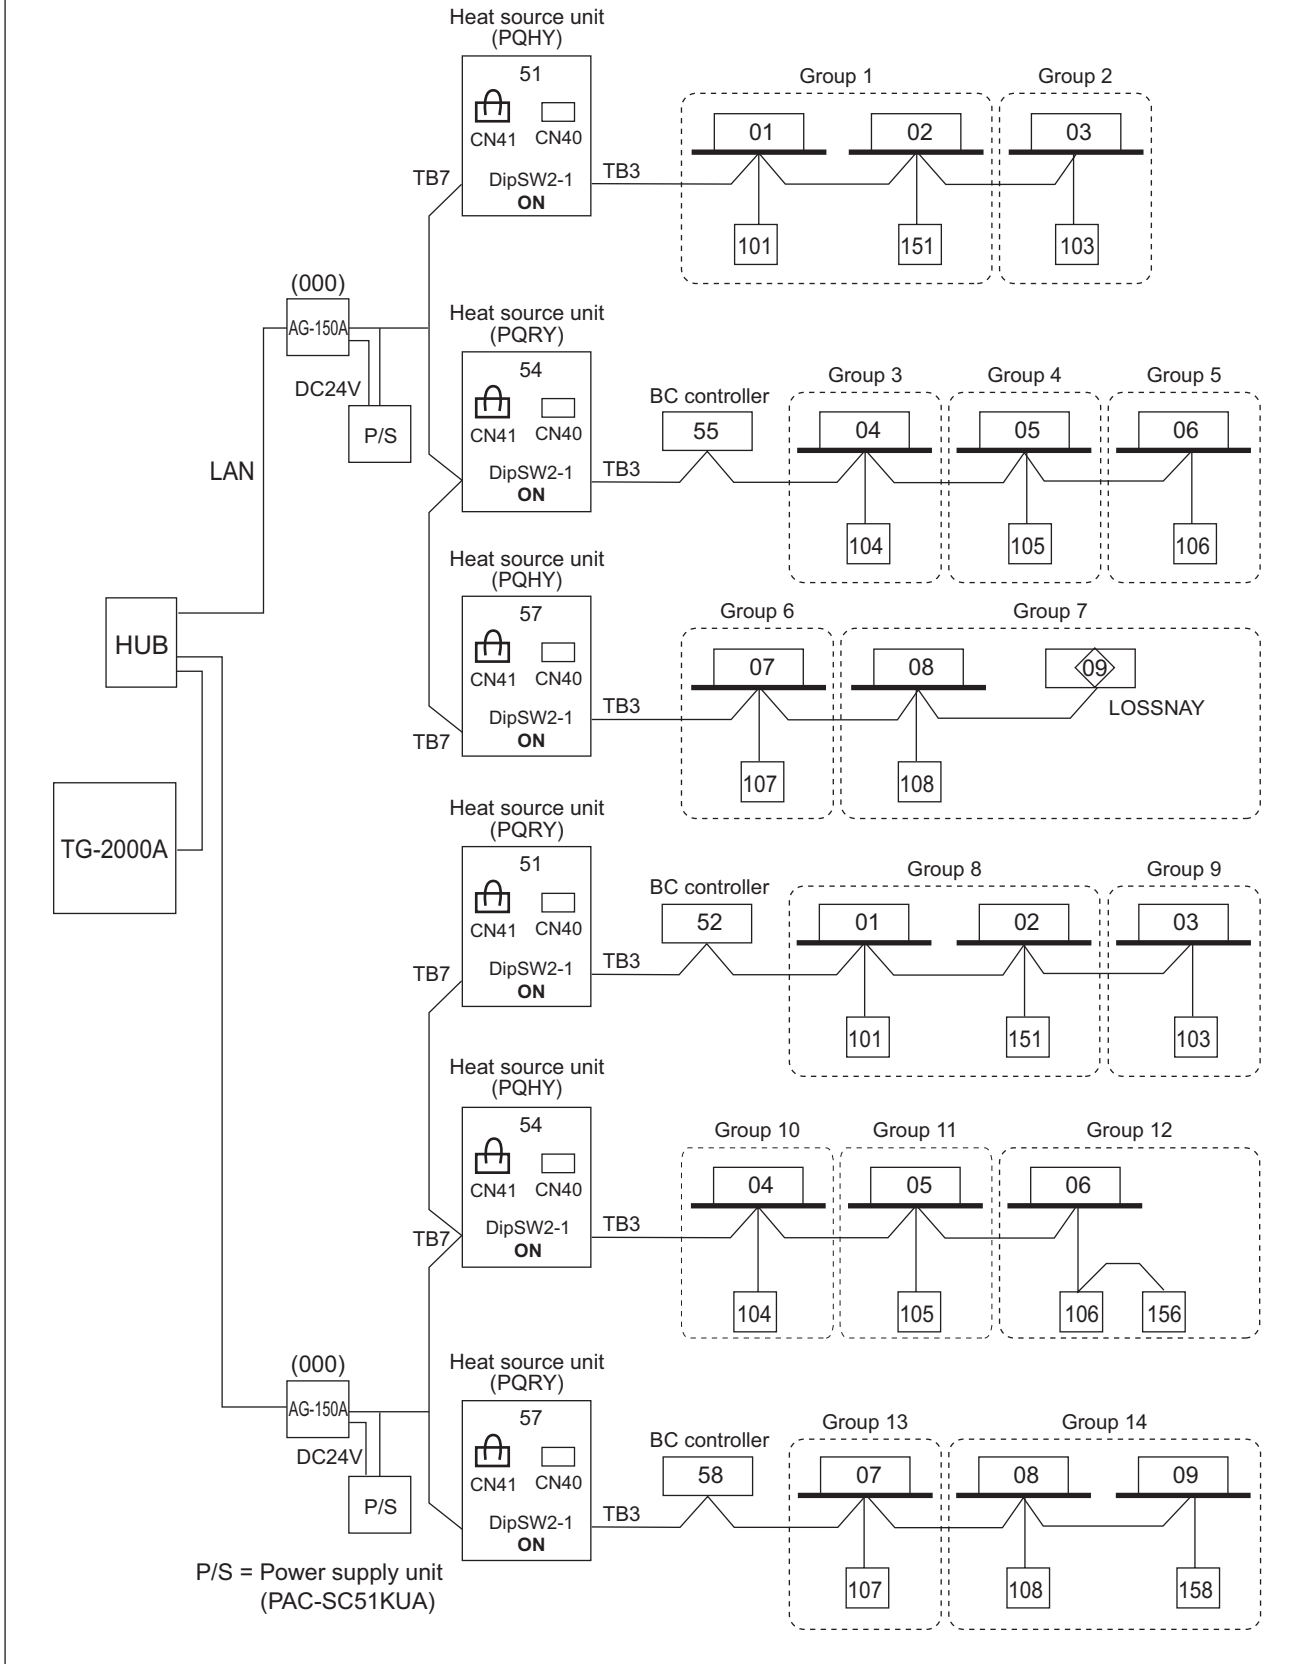 Heat source unit
(PQHY)
51
CN41 CN40
DipSW2-1
ON
TB7
TB3
Group 1
Group 2
01
02
03
101
151
103
(000)
AG-150A
DC24V
P/S
LAN
Heat source unit
(PQRY)
54
CN41 CN40
DipSW2-1
ON
TB3
BC controller
55
Group 3
Group 4
Group 5
04
05
06
104
105
106
HUB
Heat source unit
(PQHY)
57
CN41 CN40
DipSW2-1
ON
TB7
TB3
Group 6
Group 7
07
08
09
LOSSNAY
107
108
TG-2000A
Heat source unit
(PQRY)
51
CN41 CN40
DipSW2-1
ON
TB7
TB3
BC controller
52
Group 8
Group 9
01
02
03
101
151
103
Heat source unit
(PQHY)
54
CN41 CN40
DipSW2-1
ON
TB7
TB3
Group 10
Group 11
Group 12
04
05
06
104
105
106
156
(000)
AG-150A
DC24V
P/S
Heat source unit
(PQRY)
57
CN41 CN40
DipSW2-1
ON
TB3
BC controller
58
Group 13
Group 14
07
08
09
107
108
158
P/S = Power supply unit
(PAC-SC51KUA)